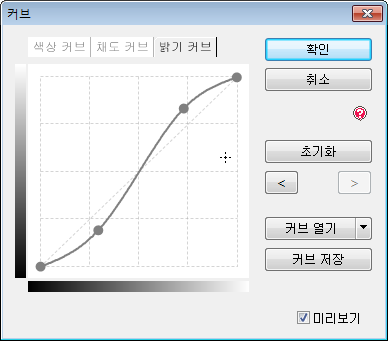 커브
색상 커브 채도 커브 밝기 커브
확인
취소
?
초기화
< >
커브 열기
커브 저장
미리보기